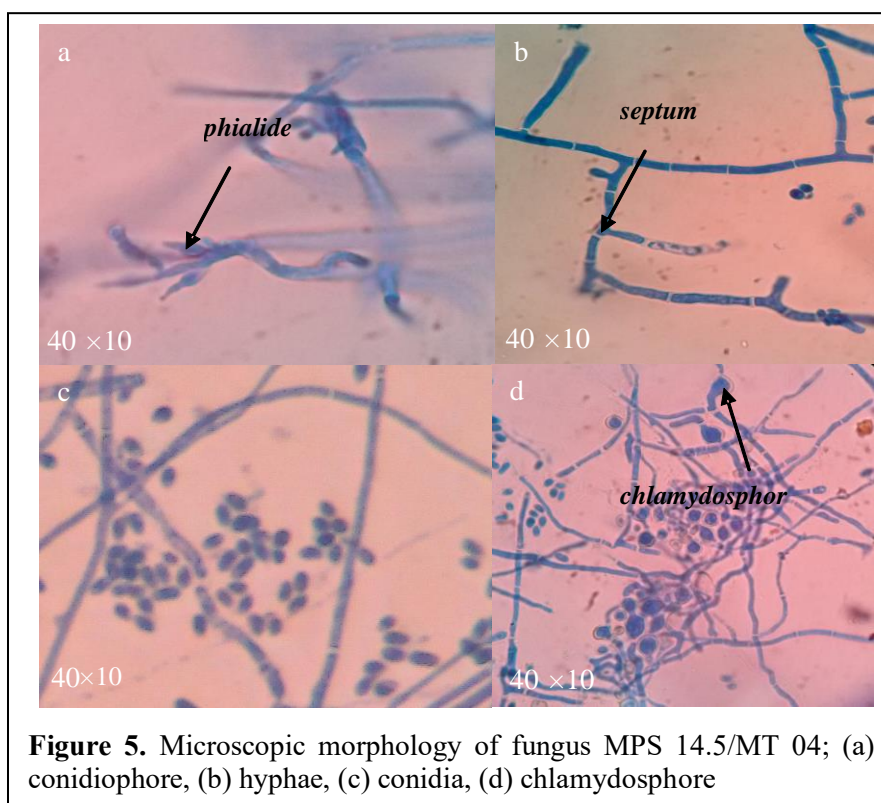 a
phialide
40 ×10
b
septum
40 ×10
c
40×10
d
chlamydosphor
40 ×10
Figure 5. Microscopic morphology of fungus MPS 14.5/MT 04; (a)
conidiophore, (b) hyphae, (c) conidia, (d) chlamydosphore